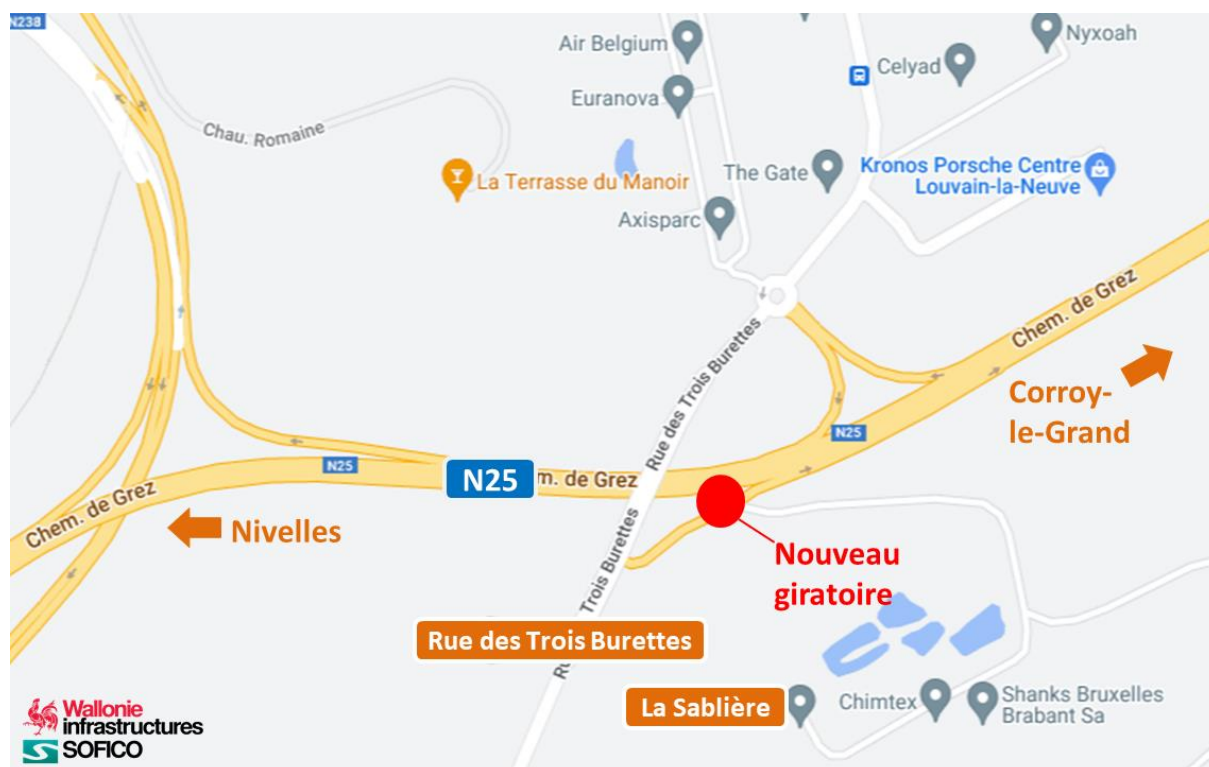 N238
Air Belgium
Nyxoah
Celyad
Euranova
Chau. Romaine
La Terrasse du Manoir
The Gate
Kronos Porsche Centre
Louvain-la-Neuve
Axisparc
Chem. de Grez
Rue des Trois Burettes
Corroy-
le-Grand
N25
N25
N25
m. de Grez
Chem. de Grez
Nivelles
Nouveau
giratoire
Trois Burettes
Rue des Trois Burettes
Ru
La Sablière
Chimtex
Shanks Bruxelles
Brabant Sa
Wallonie
infrastructures
SOFICO